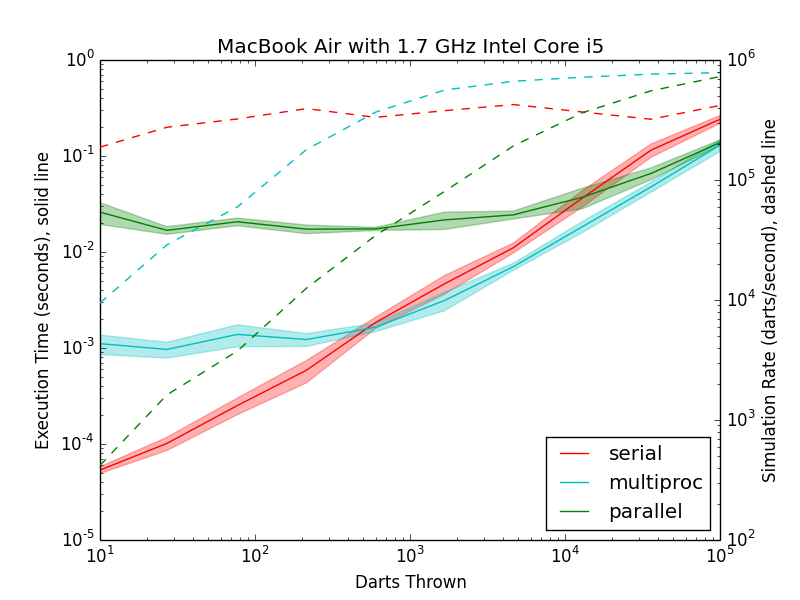 MacBook Air with 1.7 GHz Intel Core i5
10^0
10^-1
10^-2
10^-3
10^-4
10^-5
Execution Time (seconds), solid line
10^6
10^5
10^4
10^3
10^2
Simulation Rate (darts/second), dashed line
serial
multiproc
parallel
10^1 10^2 10^3 10^4 10^5
Darts Thrown